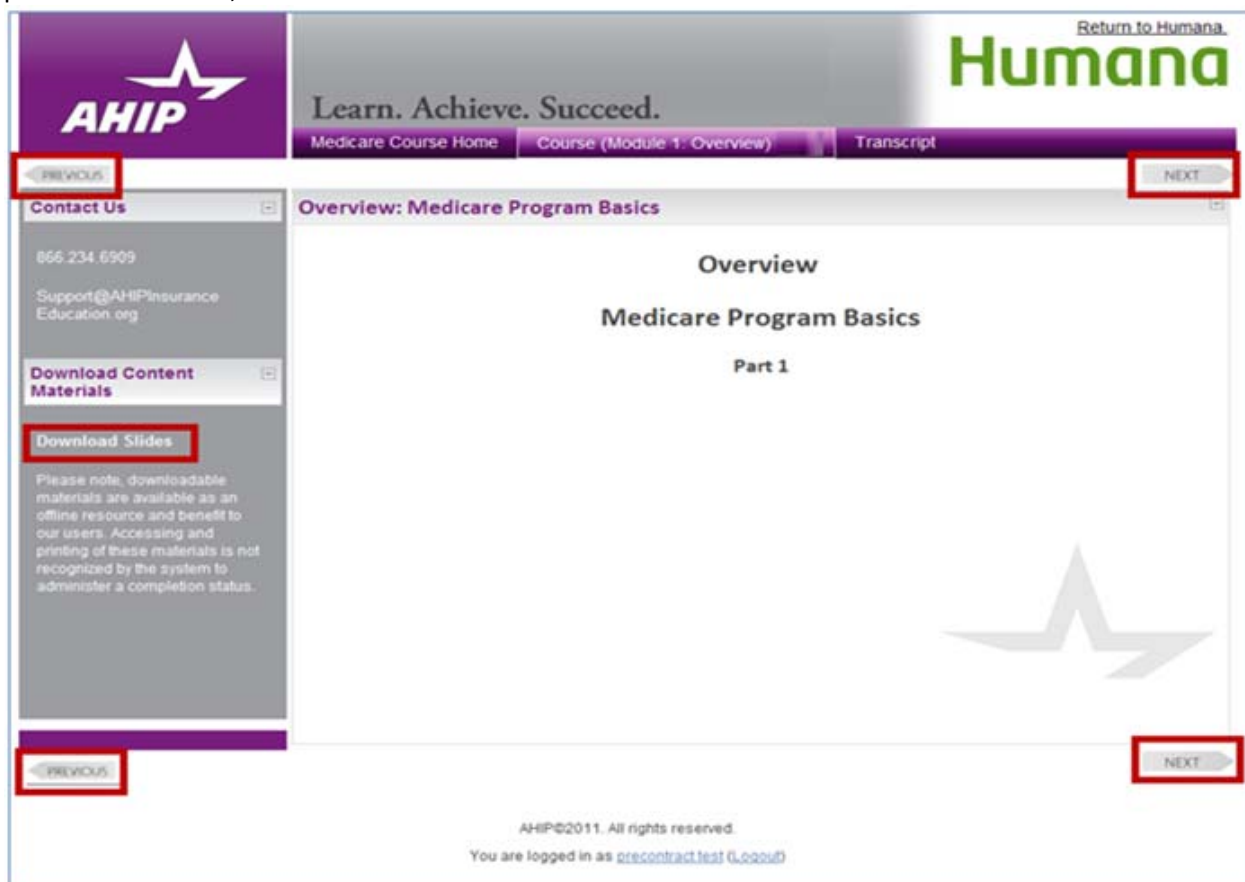 Return to Humana.
Humana
AHIP
Learn. Achieve. Succeed.
Medicare Course Home Course (Module 1: Overview) Transcript
PREVIOUS
NEXT
Contact Us
866.234.6909
Support@AHIPInsurance
Education.org
Download Content
Materials
Download Slides
Please note, downloadable
materials are available as an
offline resource and benefit to
our users. Accessing and
printing of these materials is not
recognized by the system to
administer a completion status.
Overview: Medicare Program Basics
Overview
Medicare Program Basics
Part 1
PREVIOUS
NEXT
AHIP©2011. All rights reserved.
You are logged in as precontract test (Logout)